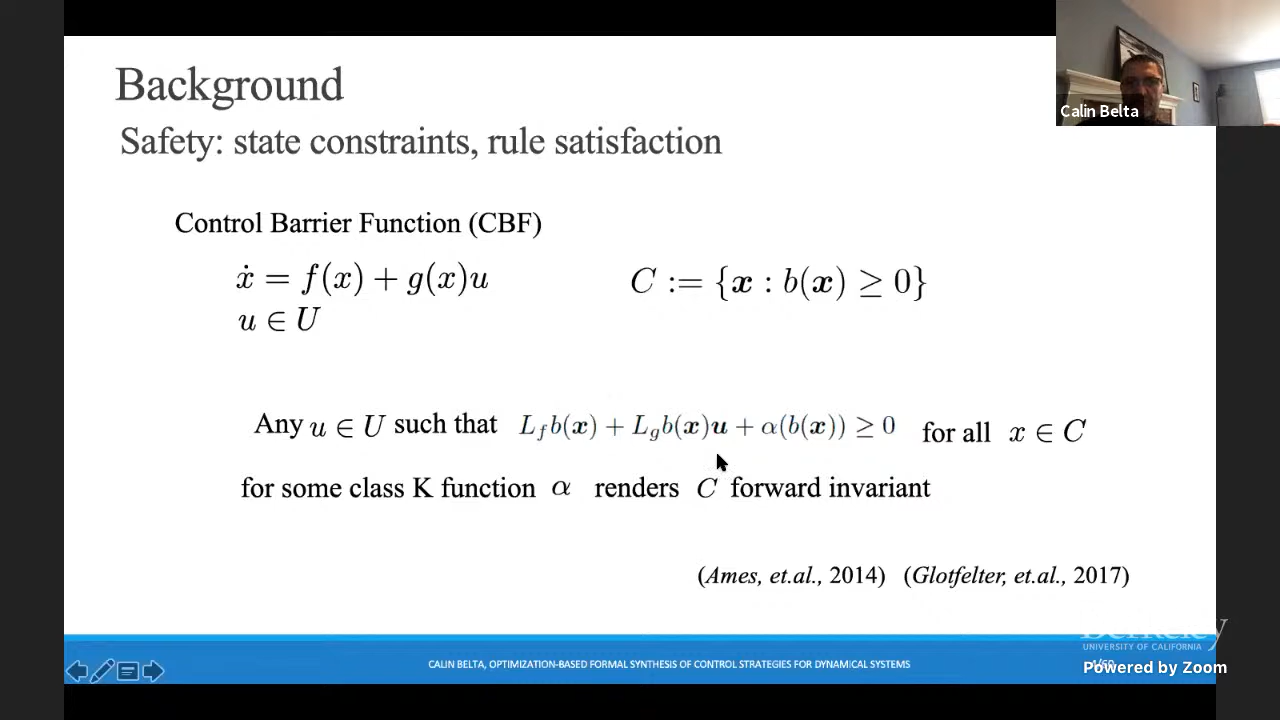 Background
Safety: state constraints, rule satisfaction
Calin Belta
Control Barrier Function (CBF)
ẋ = f(x) + g(x)u
u ∈ U
C := {x : b(x) ≥ 0}
Any u ∈ U such that L_f b(x) + L_g b(x)u + α(b(x)) ≥ 0 for all x ∈ C
for some class K function α renders C forward invariant
(Ames, et.al., 2014) (Glotfelter, et.al., 2017)
CALIN BELTA, OPTIMIZATION-BASED FORMAL SYNTHESIS OF CONTROL STRATEGIES FOR DYNAMICAL SYSTEMS
Berkeley
UNIVERSITY OF CALIFORNIA
Powered by Zoom